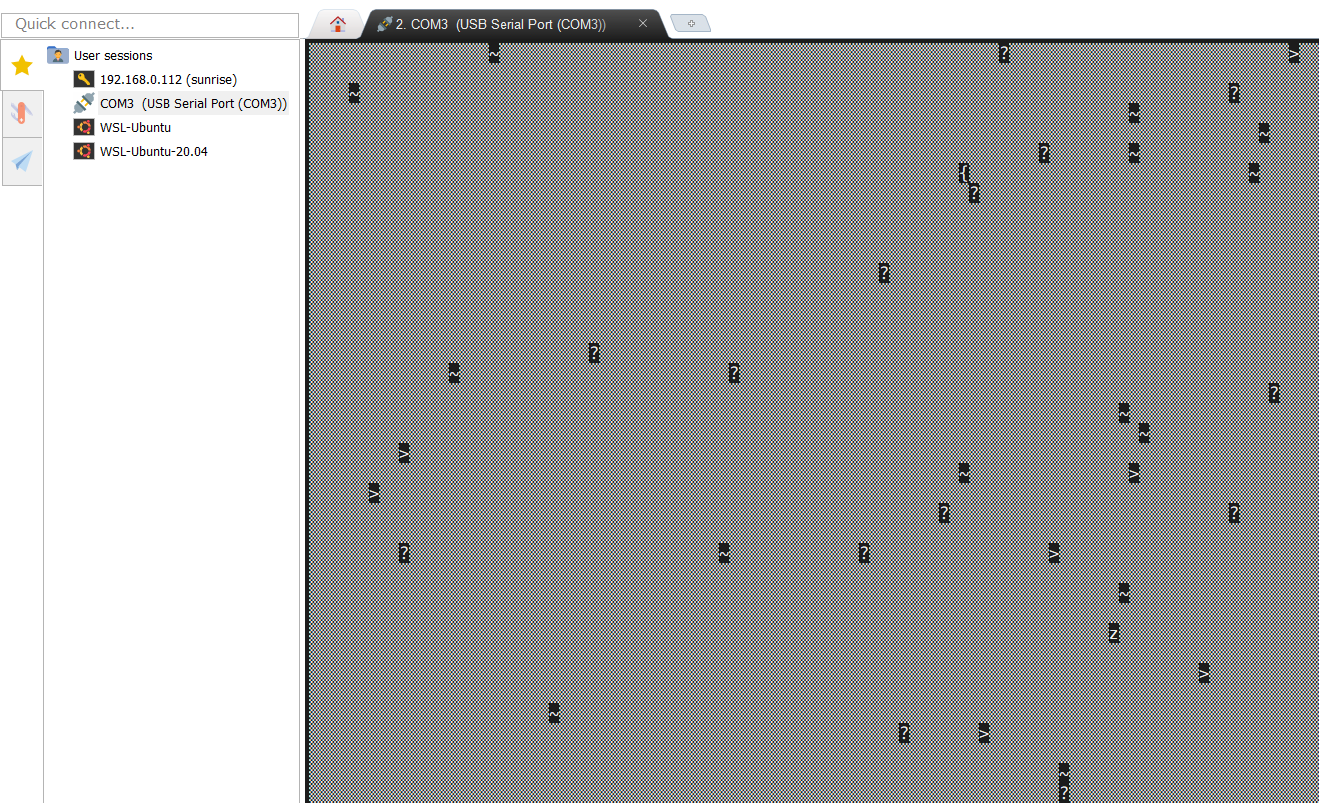 Quick connect...
2. COM3 (USB Serial Port (COM3))
User sessions
192.168.0.112 (sunrise)
COM3 (USB Serial Port (COM3))
WSL-Ubuntu
WSL-Ubuntu-20.04
~ ? V
~ ?
~
~
? ~
{ ~
?
?
?
~ ?
?
~
~
V
~ V
V
? ?
? ~ ? V
~
Z
V
~
? V
~
?